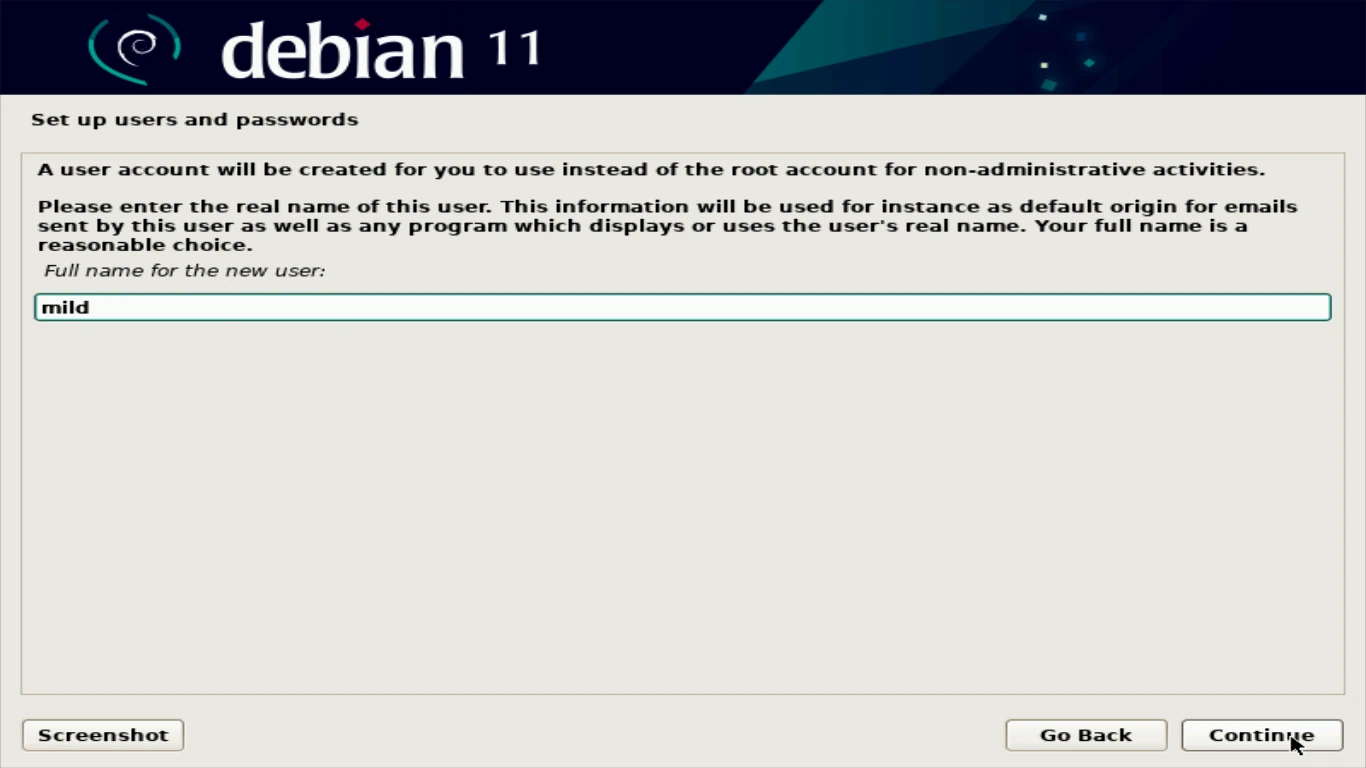 debian 11
Set up users and passwords
A user account will be created for you to use instead of the root account for non-administrative activities.
Please enter the real name of this user. This information will be used for instance as default origin for emails
sent by this user as well as any program which displays or uses the user's real name. Your full name is a
reasonable choice.
Full name for the new user:
mild
Screenshot
Go Back
Continue